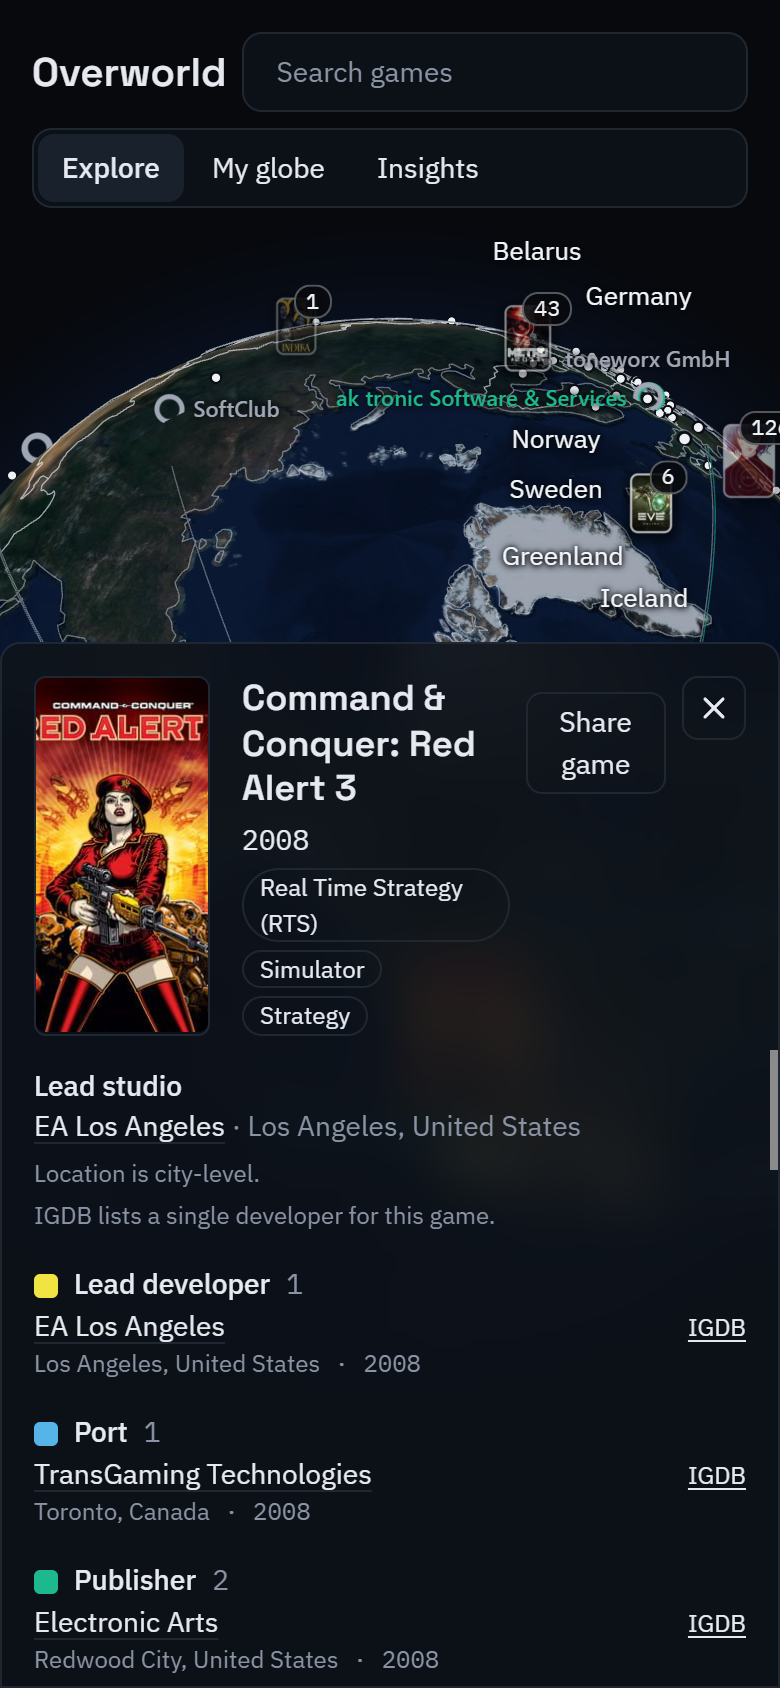 Overworld
Search games
Explore
My globe
Insights
Belarus
1
43
Germany
INDIKA
METRO
toneworx GmbH
SoftClub
ak tronic Software & Services
Norway
6
Sweden
EVE
Greenland
Iceland
COMMAND & CONQUER
RED ALERT
Command &
Conquer: Red
Alert 3
Share
game
2008
Real Time Strategy
(RTS)
Simulator
Strategy
Lead studio
EA Los Angeles · Los Angeles, United States
Location is city-level.
IGDB lists a single developer for this game.
Lead developer 1
EA Los Angeles
IGDB
Los Angeles, United States · 2008
Port 1
TransGaming Technologies
IGDB
Toronto, Canada · 2008
Publisher 2
Electronic Arts
IGDB
Redwood City, United States · 2008